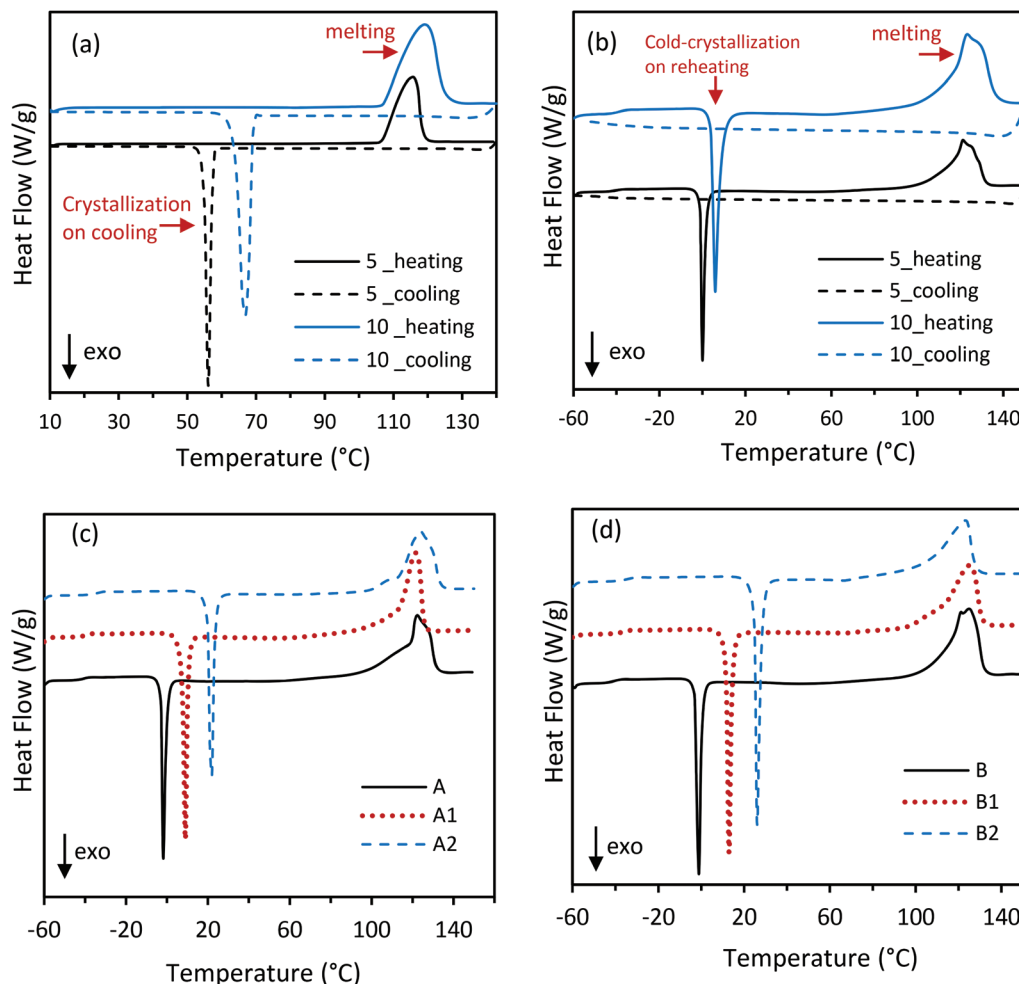 (a)
melting
Crystallization
on cooling
5 _heating
5 _cooling
10 _heating
10 _cooling
exo
Heat Flow (W/g)
10 30 50 70 90 110 130
Temperature (°C)
(b)
Cold-crystallization
on reheating
melting
5_heating
5_cooling
10_heating
10_cooling
exo
Heat Flow (W/g)
-60 -20 20 60 100 140
Temperature (°C)
(c)
A
A1
A2
exo
Heat Flow (W/g)
-60 -20 20 60 100 140
Temperature (°C)
(d)
B
B1
B2
exo
Heat Flow (W/g)
-60 -20 20 60 100 140
Temperature (°C)